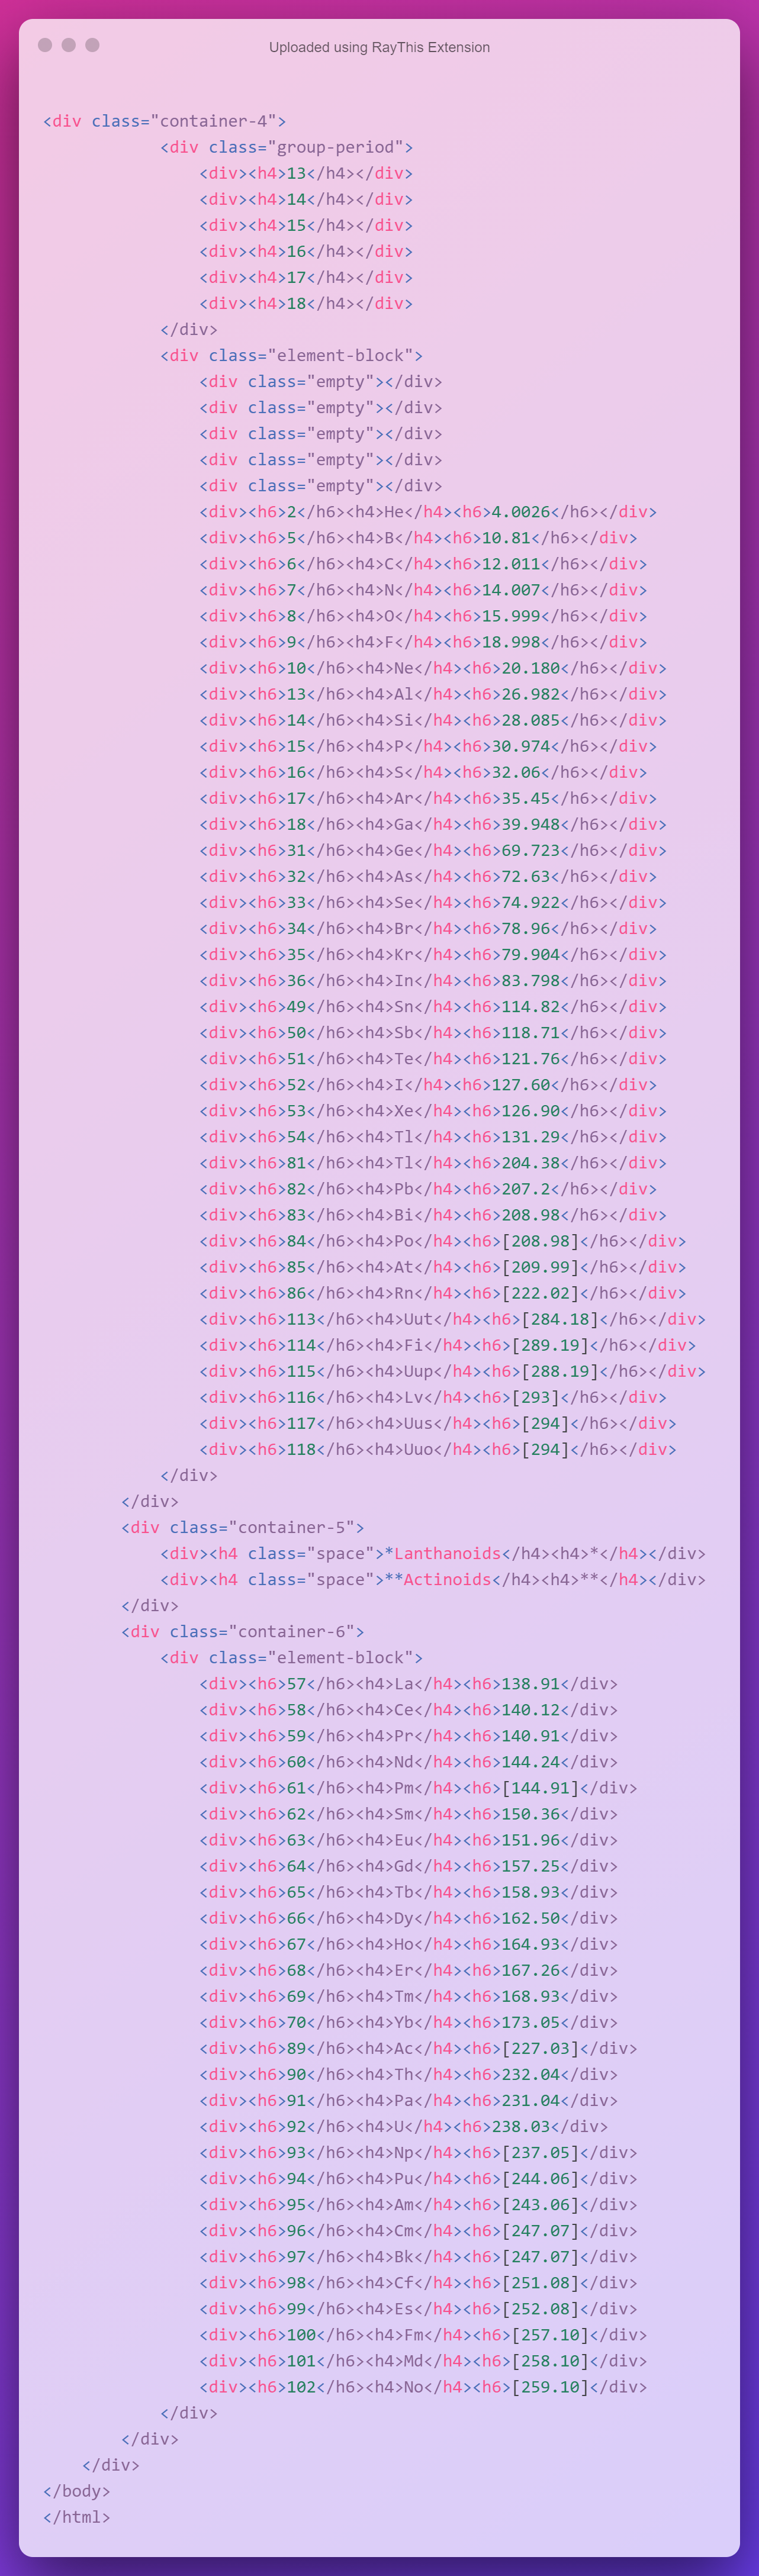 Uploaded using RayThis Extension
<div class="container-4">
<div class="group-period">
<div><h4>13</h4></div>
<div><h4>14</h4></div>
<div><h4>15</h4></div>
<div><h4>16</h4></div>
<div><h4>17</h4></div>
<div><h4>18</h4></div>
</div>
<div class="element-block">
<div class="empty"></div>
<div class="empty"></div>
<div class="empty"></div>
<div class="empty"></div>
<div class="empty"></div>
<div><h6>2</h6><h4>He</h4><h6>4.0026</h6></div>
<div><h6>5</h6><h4>B</h4><h6>10.81</h6></div>
<div><h6>6</h6><h4>C</h4><h6>12.011</h6></div>
<div><h6>7</h6><h4>N</h4><h6>14.007</h6></div>
<div><h6>8</h6><h4>O</h4><h6>15.999</h6></div>
<div><h6>9</h6><h4>F</h4><h6>18.998</h6></div>
<div><h6>10</h6><h4>Ne</h4><h6>20.180</h6></div>
<div><h6>13</h6><h4>Al</h4><h6>26.982</h6></div>
<div><h6>14</h6><h4>Si</h4><h6>28.085</h6></div>
<div><h6>15</h6><h4>P</h4><h6>30.974</h6></div>
<div><h6>16</h6><h4>S</h4><h6>32.06</h6></div>
<div><h6>17</h6><h4>Ar</h4><h6>35.45</h6></div>
<div><h6>18</h6><h4>Ga</h4><h6>39.948</h6></div>
<div><h6>31</h6><h4>Ge</h4><h6>69.723</h6></div>
<div><h6>32</h6><h4>As</h4><h6>72.63</h6></div>
<div><h6>33</h6><h4>Se</h4><h6>74.922</h6></div>
<div><h6>34</h6><h4>Br</h4><h6>78.96</h6></div>
<div><h6>35</h6><h4>Kr</h4><h6>79.904</h6></div>
<div><h6>36</h6><h4>In</h4><h6>83.798</h6></div>
<div><h6>49</h6><h4>Sn</h4><h6>114.82</h6></div>
<div><h6>50</h6><h4>Sb</h4><h6>118.71</h6></div>
<div><h6>51</h6><h4>Te</h4><h6>121.76</h6></div>
<div><h6>52</h6><h4>I</h4><h6>127.60</h6></div>
<div><h6>53</h6><h4>Xe</h4><h6>126.90</h6></div>
<div><h6>54</h6><h4>Tl</h4><h6>131.29</h6></div>
<div><h6>81</h6><h4>Tl</h4><h6>204.38</h6></div>
<div><h6>82</h6><h4>Pb</h4><h6>207.2</h6></div>
<div><h6>83</h6><h4>Bi</h4><h6>208.98</h6></div>
<div><h6>84</h6><h4>Po</h4><h6>[208.98]</h6></div>
<div><h6>85</h6><h4>At</h4><h6>[209.99]</h6></div>
<div><h6>86</h6><h4>Rn</h4><h6>[222.02]</h6></div>
<div><h6>113</h6><h4>Uut</h4><h6>[284.18]</h6></div>
<div><h6>114</h6><h4>Fi</h4><h6>[289.19]</h6></div>
<div><h6>115</h6><h4>Uup</h4><h6>[288.19]</h6></div>
<div><h6>116</h6><h4>Lv</h4><h6>[293]</h6></div>
<div><h6>117</h6><h4>Uus</h4><h6>[294]</h6></div>
<div><h6>118</h6><h4>Uuo</h4><h6>[294]</h6></div>
</div>
</div>
<div class="container-5">
<div><h4 class="space">*Lanthanoids</h4><h4>*</h4></div>
<div><h4 class="space">**Actinoids</h4><h4>**</h4></div>
</div>
<div class="container-6">
<div class="element-block">
<div><h6>57</h6><h4>La</h4><h6>138.91</div>
<div><h6>58</h6><h4>Ce</h4><h6>140.12</div>
<div><h6>59</h6><h4>Pr</h4><h6>140.91</div>
<div><h6>60</h6><h4>Nd</h4><h6>144.24</div>
<div><h6>61</h6><h4>Pm</h4><h6>[144.91]</div>
<div><h6>62</h6><h4>Sm</h4><h6>150.36</div>
<div><h6>63</h6><h4>Eu</h4><h6>151.96</div>
<div><h6>64</h6><h4>Gd</h4><h6>157.25</div>
<div><h6>65</h6><h4>Tb</h4><h6>158.93</div>
<div><h6>66</h6><h4>Dy</h4><h6>162.50</div>
<div><h6>67</h6><h4>Ho</h4><h6>164.93</div>
<div><h6>68</h6><h4>Er</h4><h6>167.26</div>
<div><h6>69</h6><h4>Tm</h4><h6>168.93</div>
<div><h6>70</h6><h4>Yb</h4><h6>173.05</div>
<div><h6>89</h6><h4>Ac</h4><h6>[227.03]</div>
<div><h6>90</h6><h4>Th</h4><h6>232.04</div>
<div><h6>91</h6><h4>Pa</h4><h6>231.04</div>
<div><h6>92</h6><h4>U</h4><h6>238.03</div>
<div><h6>93</h6><h4>Np</h4><h6>[237.05]</div>
<div><h6>94</h6><h4>Pu</h4><h6>[244.06]</div>
<div><h6>95</h6><h4>Am</h4><h6>[243.06]</div>
<div><h6>96</h6><h4>Cm</h4><h6>[247.07]</div>
<div><h6>97</h6><h4>Bk</h4><h6>[247.07]</div>
<div><h6>98</h6><h4>Cf</h4><h6>[251.08]</div>
<div><h6>99</h6><h4>Es</h4><h6>[252.08]</div>
<div><h6>100</h6><h4>Fm</h4><h6>[257.10]</div>
<div><h6>101</h6><h4>Md</h4><h6>[258.10]</div>
<div><h6>102</h6><h4>No</h4><h6>[259.10]</div>
</div>
</div>
</div>
</body>
</html>